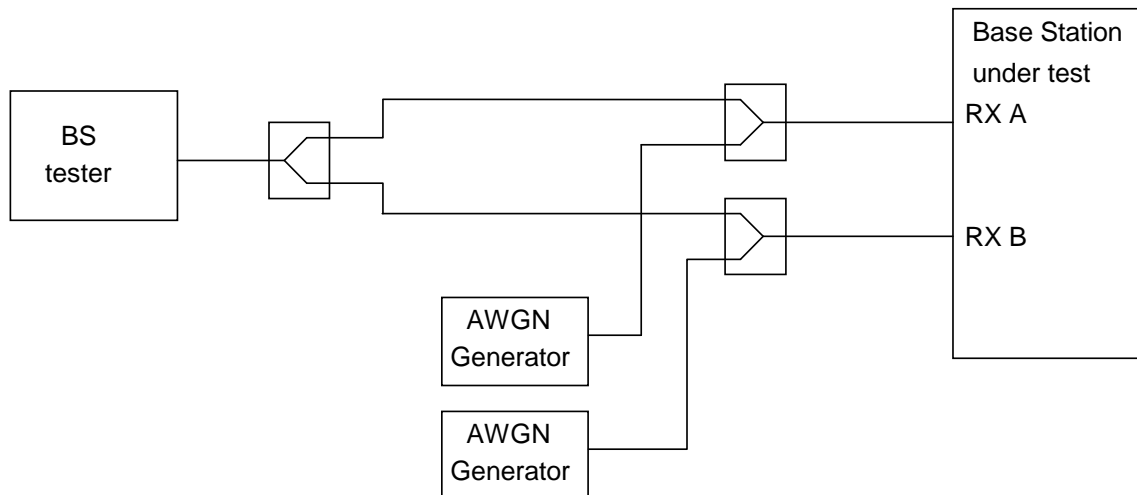 BS
tester
Base Station
under test
RX A
RX B
AWGN
Generator
AWGN
Generator